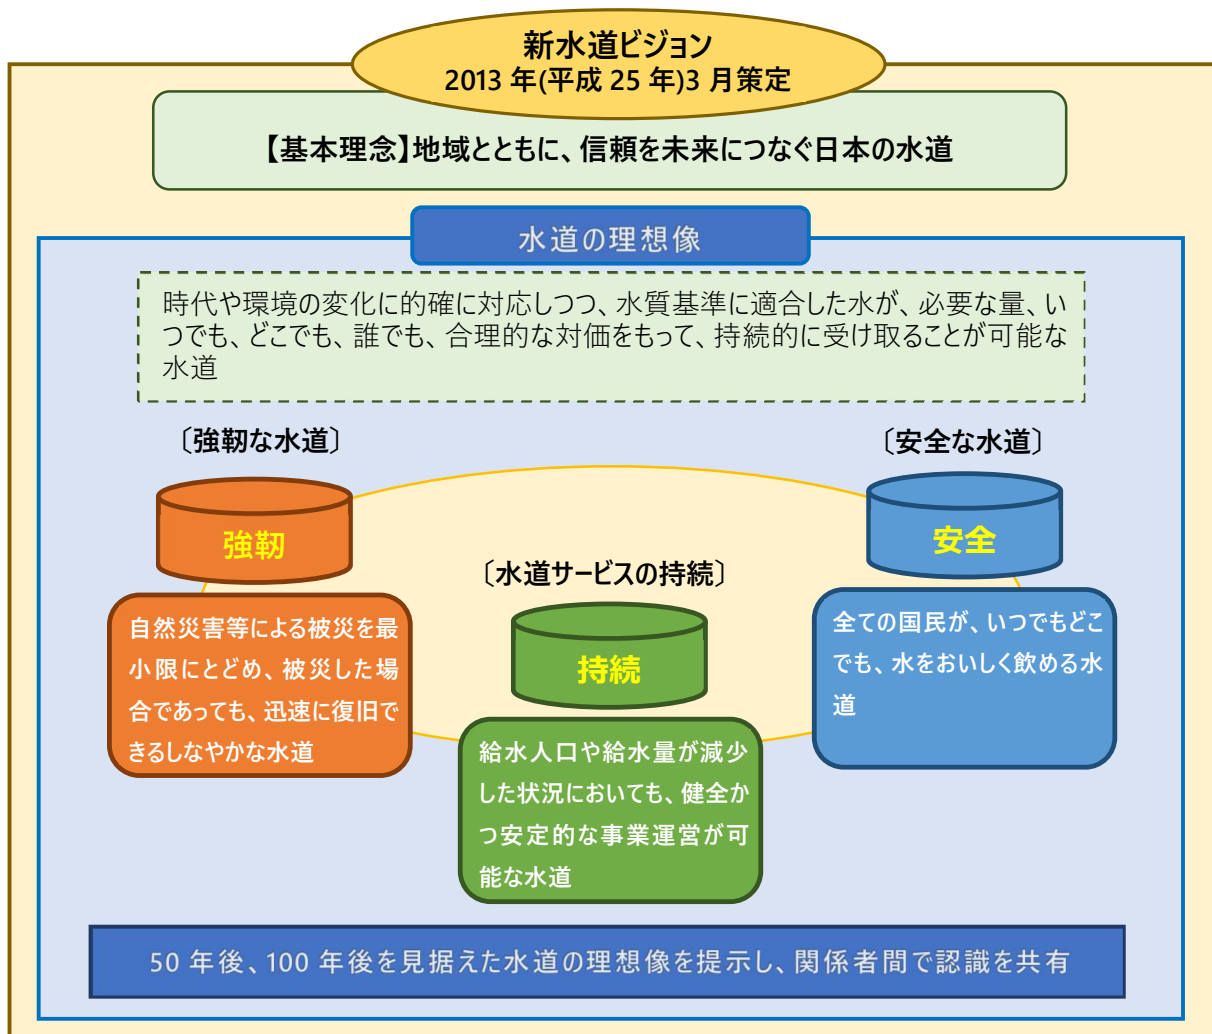 新水道ビジョン
2013 年(平成 25 年)3 月策定
【基本理念】地域とともに、信頼を未来につなぐ日本の水道
水道の理想像
時代や環境の変化に的確に対応しつつ、水質基準に適合した水が、必要な量、い
つでも、どこでも、誰でも、合理的な対価をもって、持続的に受け取ることが可能な
水道
〔強靭な水道〕
強靭
自然災害等による被災を最
小限にとどめ、被災した場
合であっても、迅速に復旧で
きるしなやかな水道
〔水道サービスの持続〕
持続
給水人口や給水量が減少
した状況においても、健全か
つ安定的な事業運営が可
能な水道
〔安全な水道〕
安全
全ての国民が、いつでもどこ
でも、水をおいしく飲める水
道
50 年後、100 年後を見据えた水道の理想像を提示し、関係者間で認識を共有